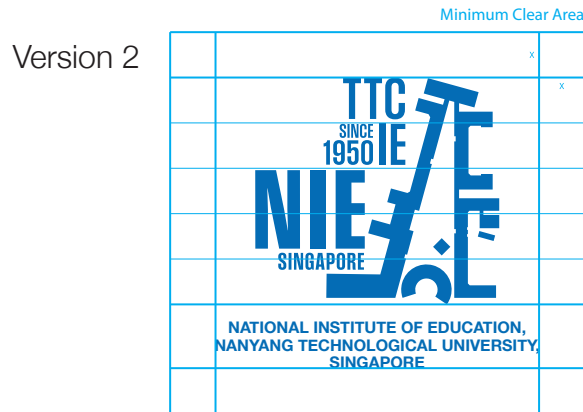 Minimum Clear Area
Version 2
x
x
TTC
SINCE
1950 IE
NIE
SINGAPORE
NATIONAL INSTITUTE OF EDUCATION,
NANYANG TECHNOLOGICAL UNIVERSITY,
SINGAPORE